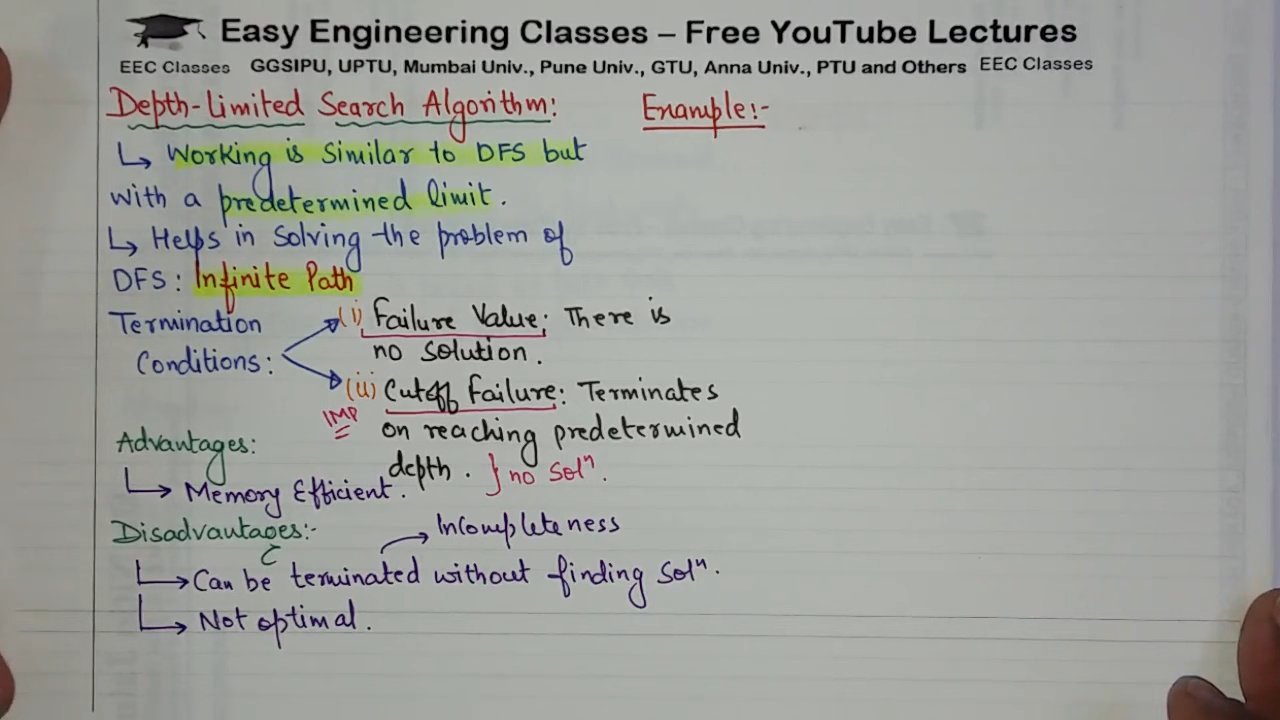 Easy Engineering Classes – Free YouTube Lectures
EEC Classes GGSIPU, UPTU, Mumbai Univ., Pune Univ., GTU, Anna Univ., PTU and Others EEC Classes
Depth-Limited Search Algorithm:
↳ Working is Similar to DFS but
with a predetermined limit.
↳ Helps in Solving the problem of
DFS: Infinite Path
Termination
Conditions:
(i) Failure Value: There is
no solution.
(ii) Cutoff Failure: Terminates
IMP
on reaching predetermined
depth. } no Solⁿ.
Advantages:
↳ Memory Efficient.
Disadvantages:-
→ Incompleteness
↳ Can be terminated without finding Solⁿ.
↳ Not optimal.
Example:-